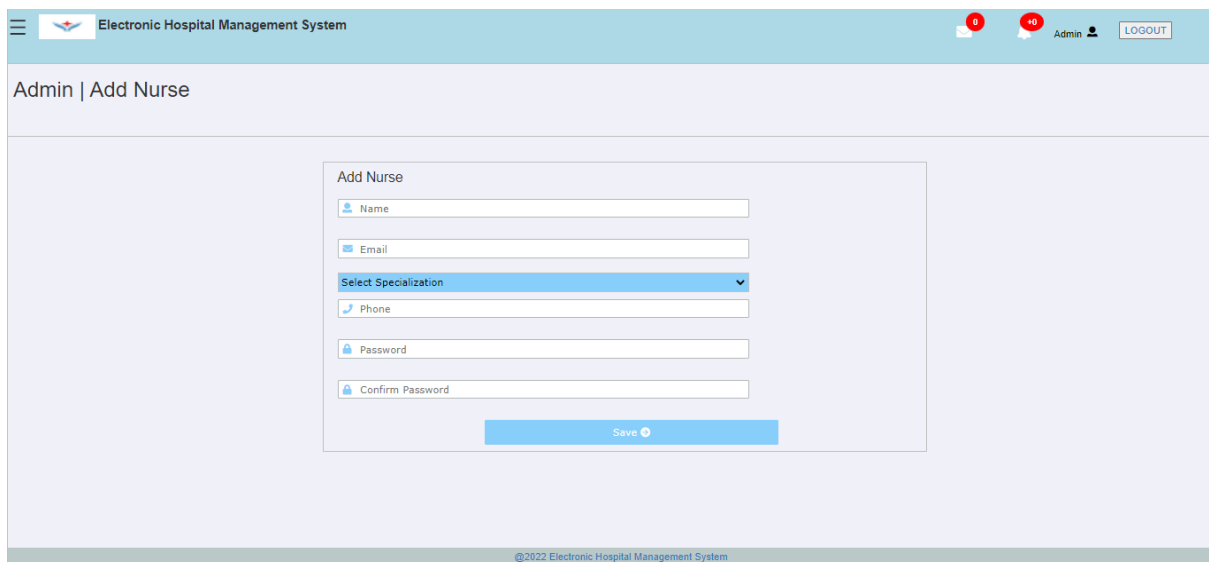 Electronic Hospital Management System
0
+0
Admin
LOGOUT
Admin | Add Nurse
Add Nurse
Name
Email
Select Specialization
Phone
Password
Confirm Password
Save
@2022 Electronic Hospital Management System